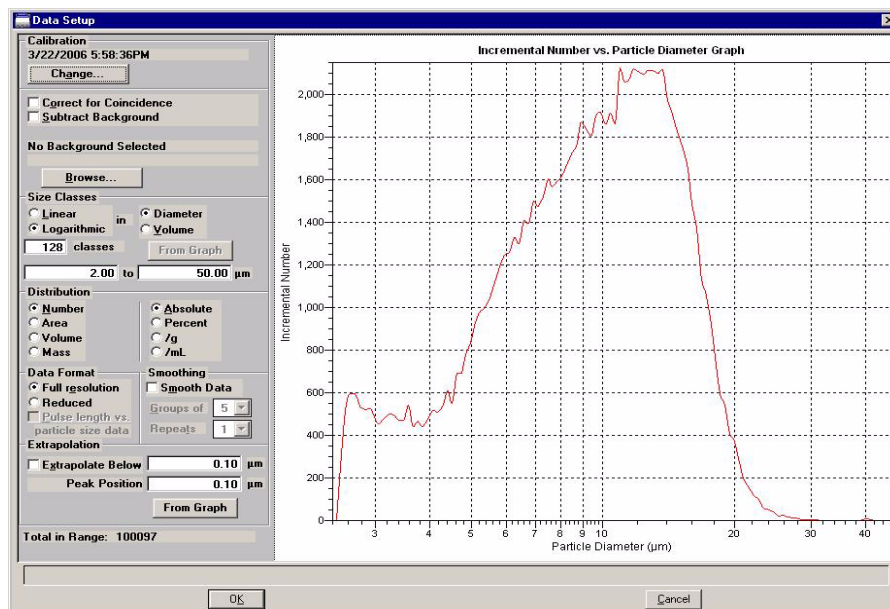 Data Setup
Calibration
3/22/2006 5:58:36PM
Change...
Correct for Coincidence
Subtract Background
No Background Selected
Browse...
Size Classes
Linear
Logarithmic
in
Diameter
Volume
128 classes
From Graph
2.00 to 50.00 µm
Distribution
Number
Area
Volume
Mass
Absolute
Percent
/g
/mL
Data Format
Full resolution
Reduced
Pulse length vs.
particle size data
Smoothing
Smooth Data
Groups of 5
Repeats 1
Extrapolation
Extrapolate Below 0.10 µm
Peak Position 0.10 µm
From Graph
Total in Range: 100097
Incremental Number vs. Particle Diameter Graph
Incremental Number
2,000
1,800
1,600
1,400
1,200
1,000
800
600
400
200
0
3 4 5 6 7 8 9 10 20 30 40
Particle Diameter (µm)
OK
Cancel